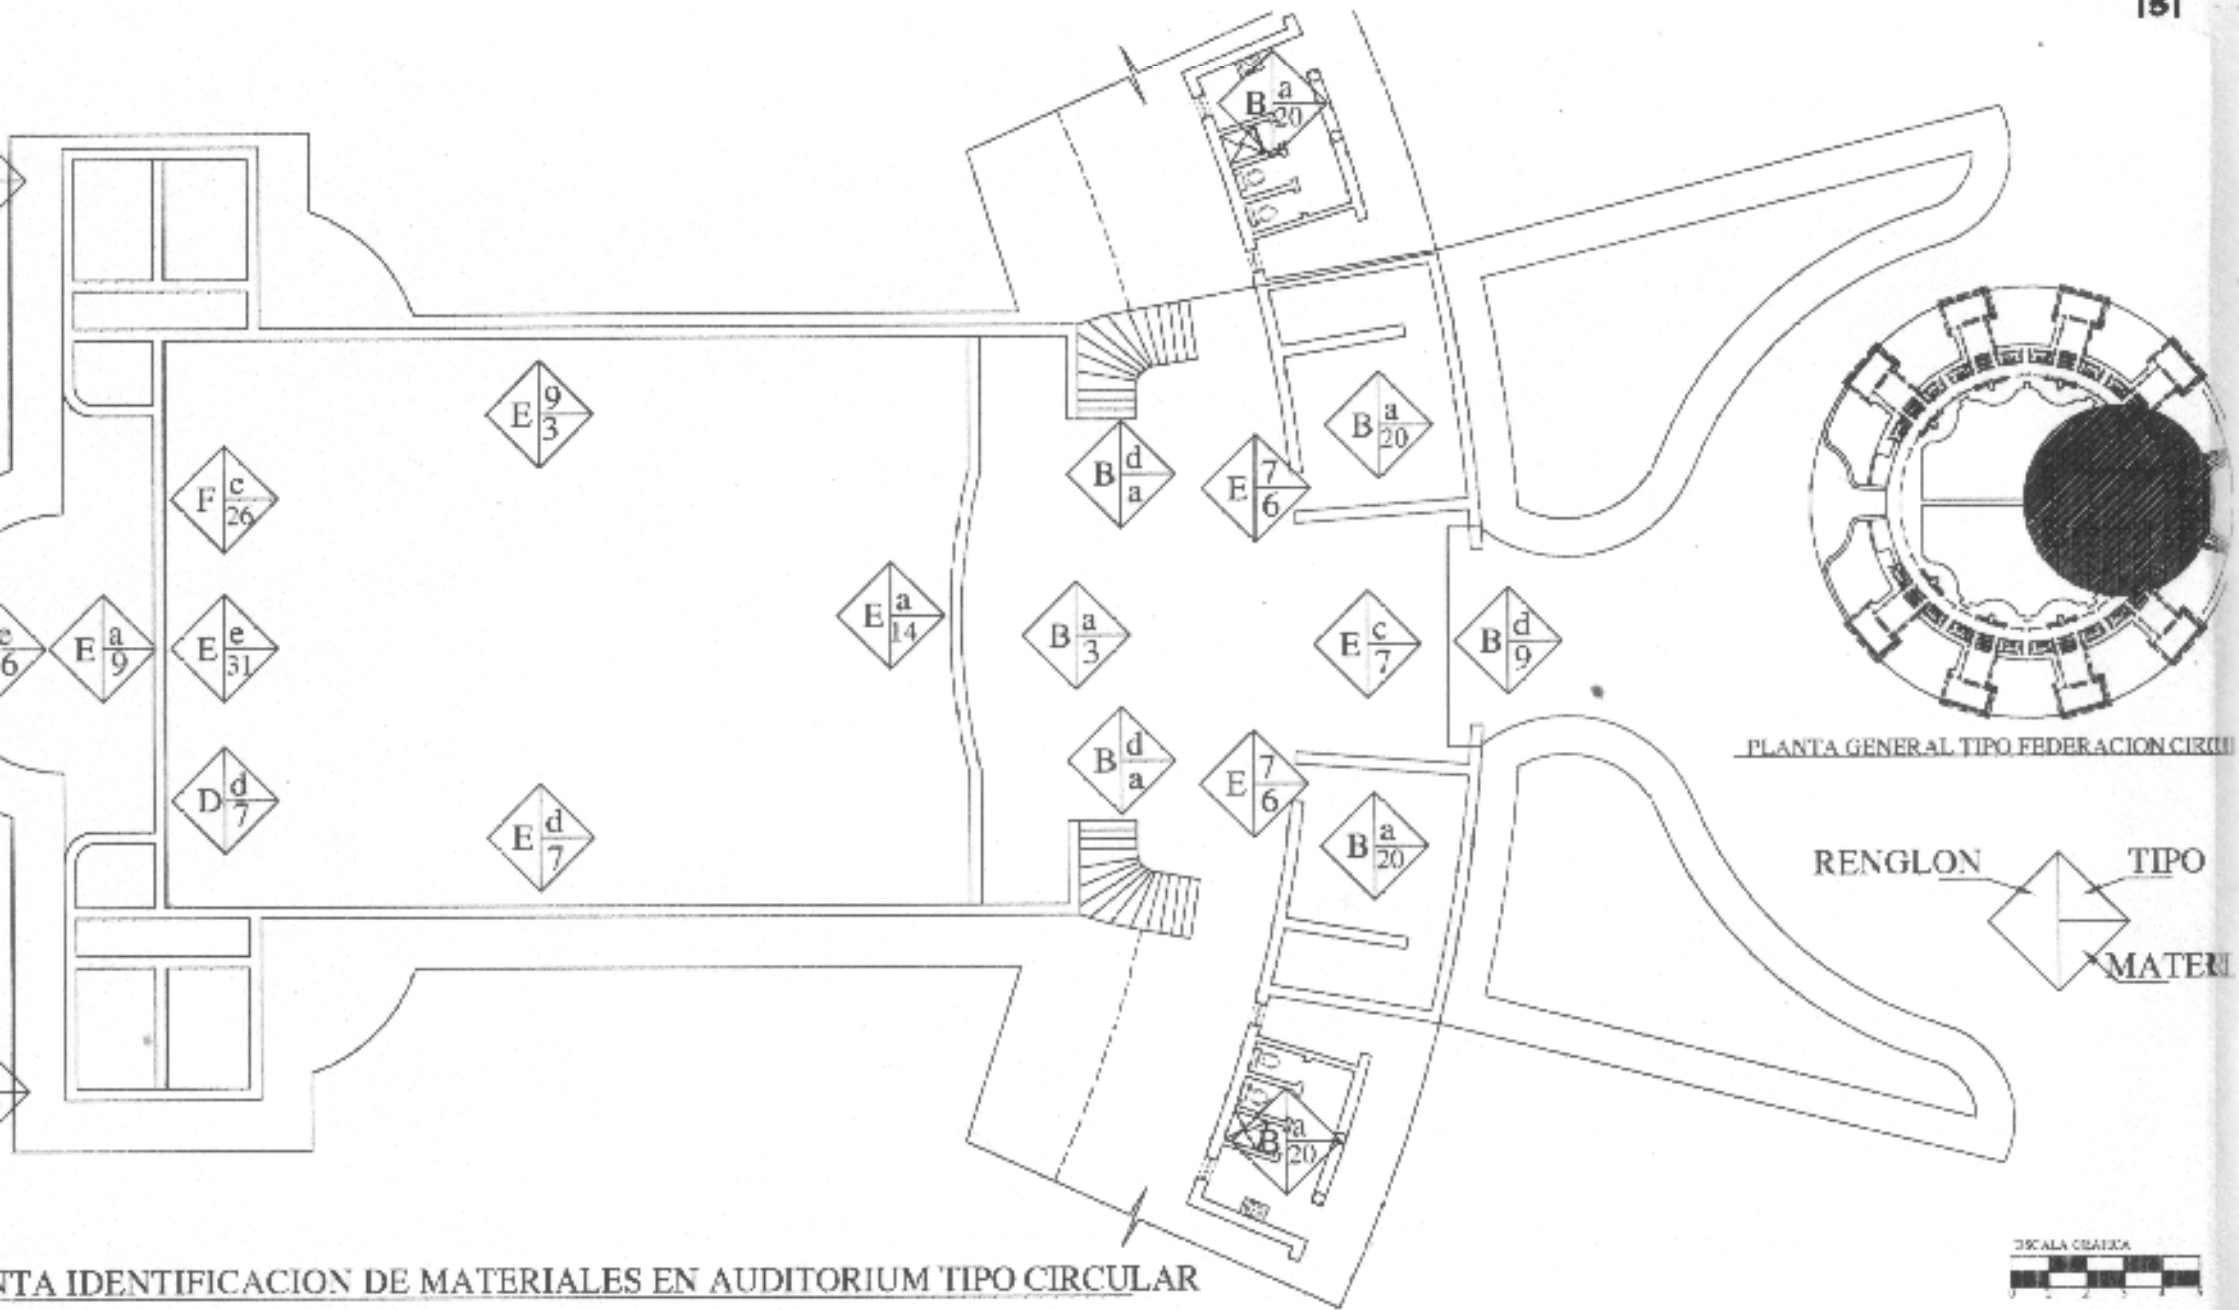 151
B a 20
E 9 3
B a 20
F c 26
B d a
E 7 6
E a 14
e 6
E a 9
E e 31
B a 3
E c 7
B d 9
PLANTA GENERAL TIPO FEDERACION CIRCU
D d 7
E d 7
B d a
E 7 6
B a 20
RENGLON
TIPO
MATERI
B a 20
ESCALA GRAFICA
NTA IDENTIFICACION DE MATERIALES EN AUDITORIUM TIPO CIRCULAR